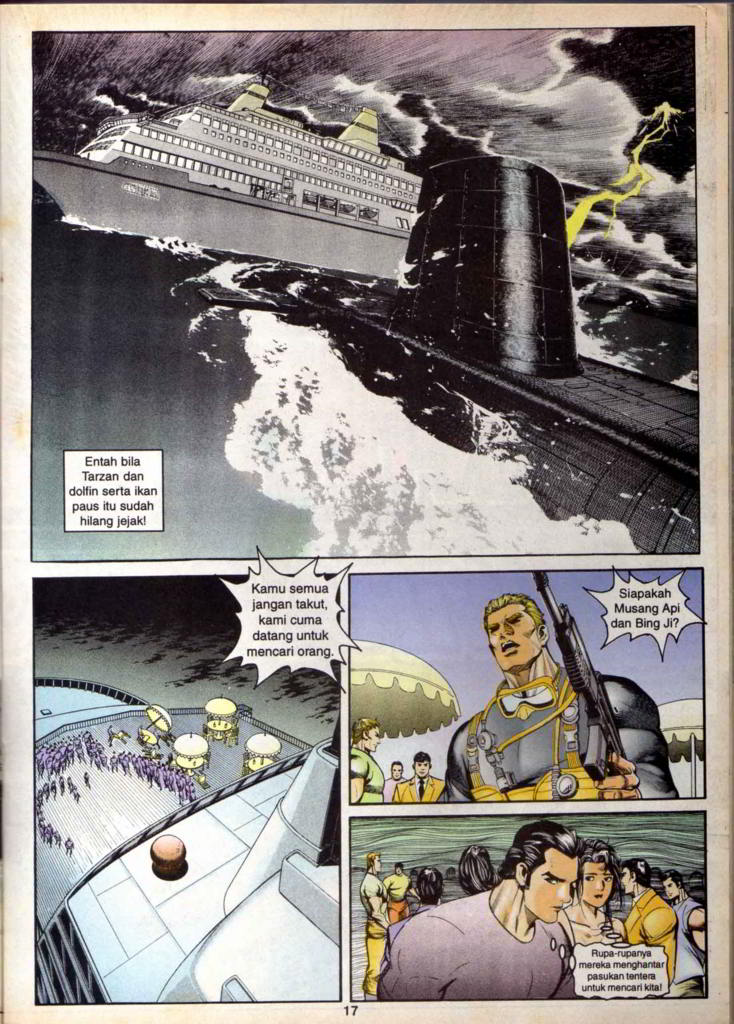 Entah bila
Tarzan dan
dolfin serta ikan
paus itu sudah
hilang jejak!
Kamu semua
jangan takut,
kami cuma
datang untuk
mencari orang.
Siapakah
Musang Api
dan Bing Ji?
Rupa-rupanya
mereka menghantar
pasukan tentera
untuk mencari kita!
17